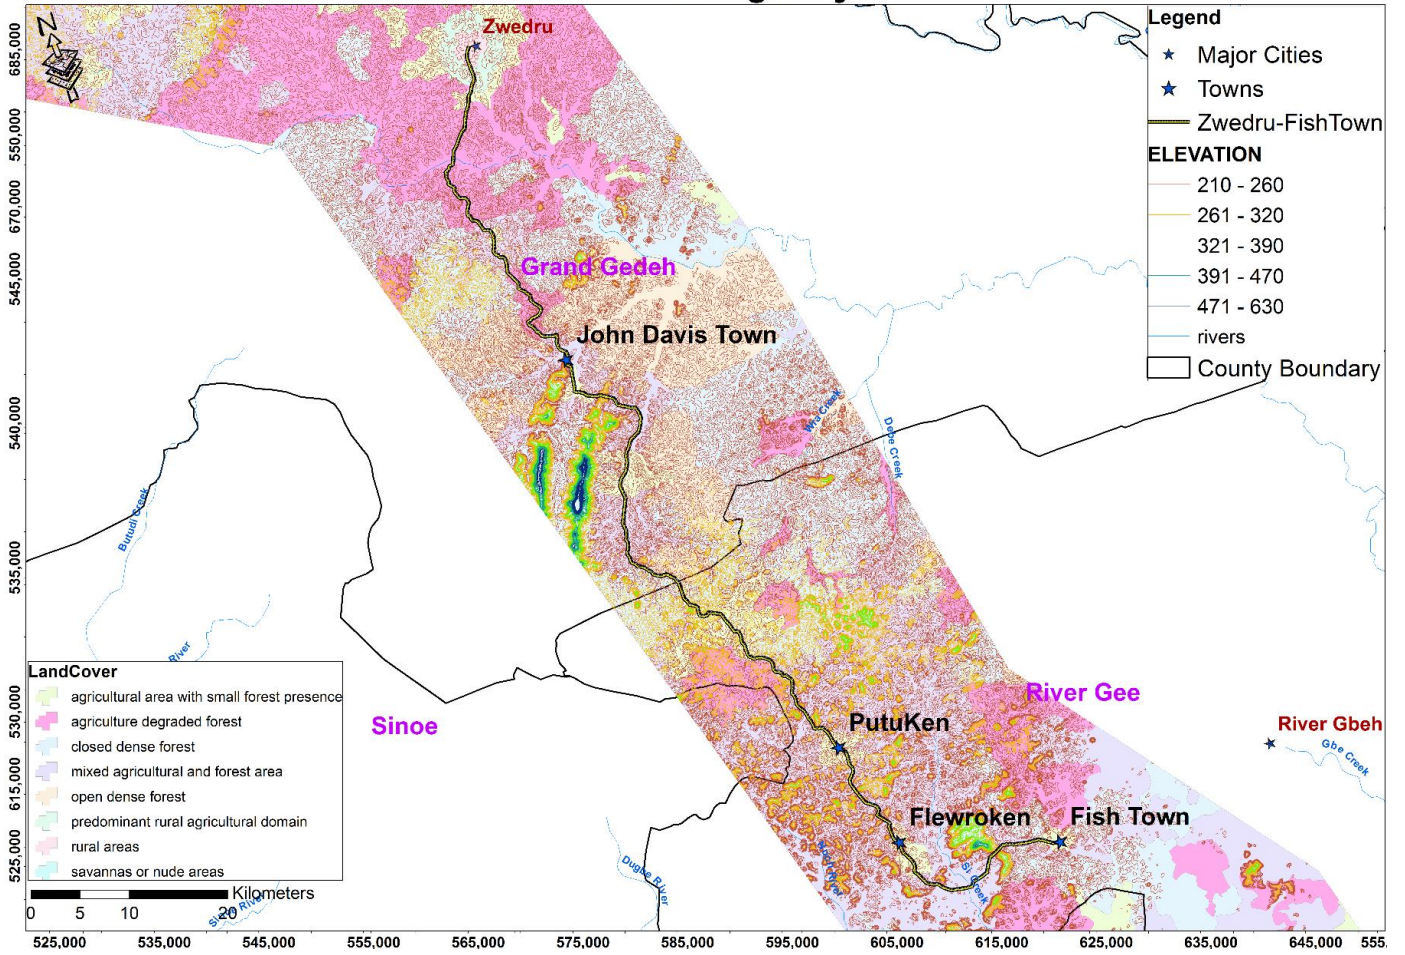 N
Zwedru
Grand Gedeh
John Davis Town
Wra Creek
Debe Creek
Butudi Creek
River
Sinoe
River Gee
PutuKen
River Gbeh
Gbe Creek
Flewroken
Fish Town
Si Creek
Dugbe River
Legend
Major Cities
Towns
Zwedru-FishTown
ELEVATION
210 - 260
261 - 320
321 - 390
391 - 470
471 - 630
rivers
County Boundary
LandCover
agricultural area with small forest presence
agriculture degraded forest
closed dense forest
mixed agricultural and forest area
open dense forest
predominant rural agricultural domain
rural areas
savannas or nude areas
Kilometers
0 5 10 20
685,000
550,000
670,000
545,000
540,000
535,000
530,000
615,000
525,000
525,000 535,000 545,000 555,000 565,000 575,000 585,000 595,000 605,000 615,000 625,000 635,000 645,000 555,